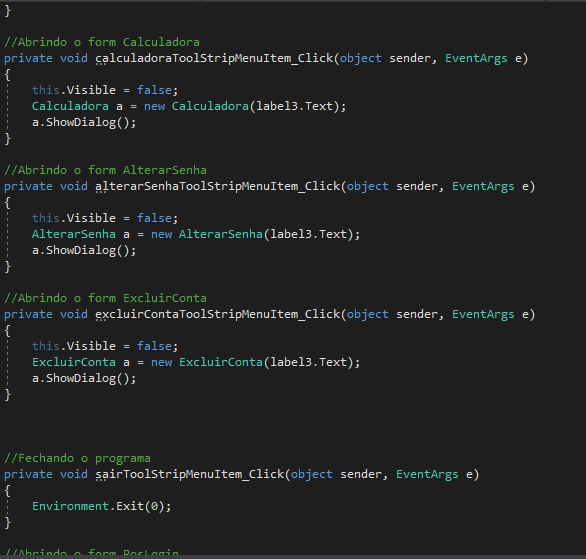 }
//Abrindo o form Calculadora
private void calculadoraToolStripMenuItem_Click(object sender, EventArgs e)
{
this.Visible = false;
Calculadora a = new Calculadora(label3.Text);
a.ShowDialog();
}
//Abrindo o form AlterarSenha
private void alterarSenhaToolStripMenuItem_Click(object sender, EventArgs e)
{
this.Visible = false;
AlterarSenha a = new AlterarSenha(label3.Text);
a.ShowDialog();
}
//Abrindo o form ExcluirConta
private void excluirContaToolStripMenuItem_Click(object sender, EventArgs e)
{
this.Visible = false;
ExcluirConta a = new ExcluirConta(label3.Text);
a.ShowDialog();
}
//Fechando o programa
private void sairToolStripMenuItem_Click(object sender, EventArgs e)
{
Environment.Exit(0);
}
//Abrindo o form PosLogin